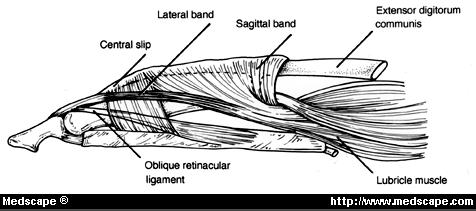 Lateral band
Sagittal band
Extensor digitorum
communis
Central slip
Oblique retinacular
ligament
Lubricle muscle
Medscape ®
http://www.medscape.com